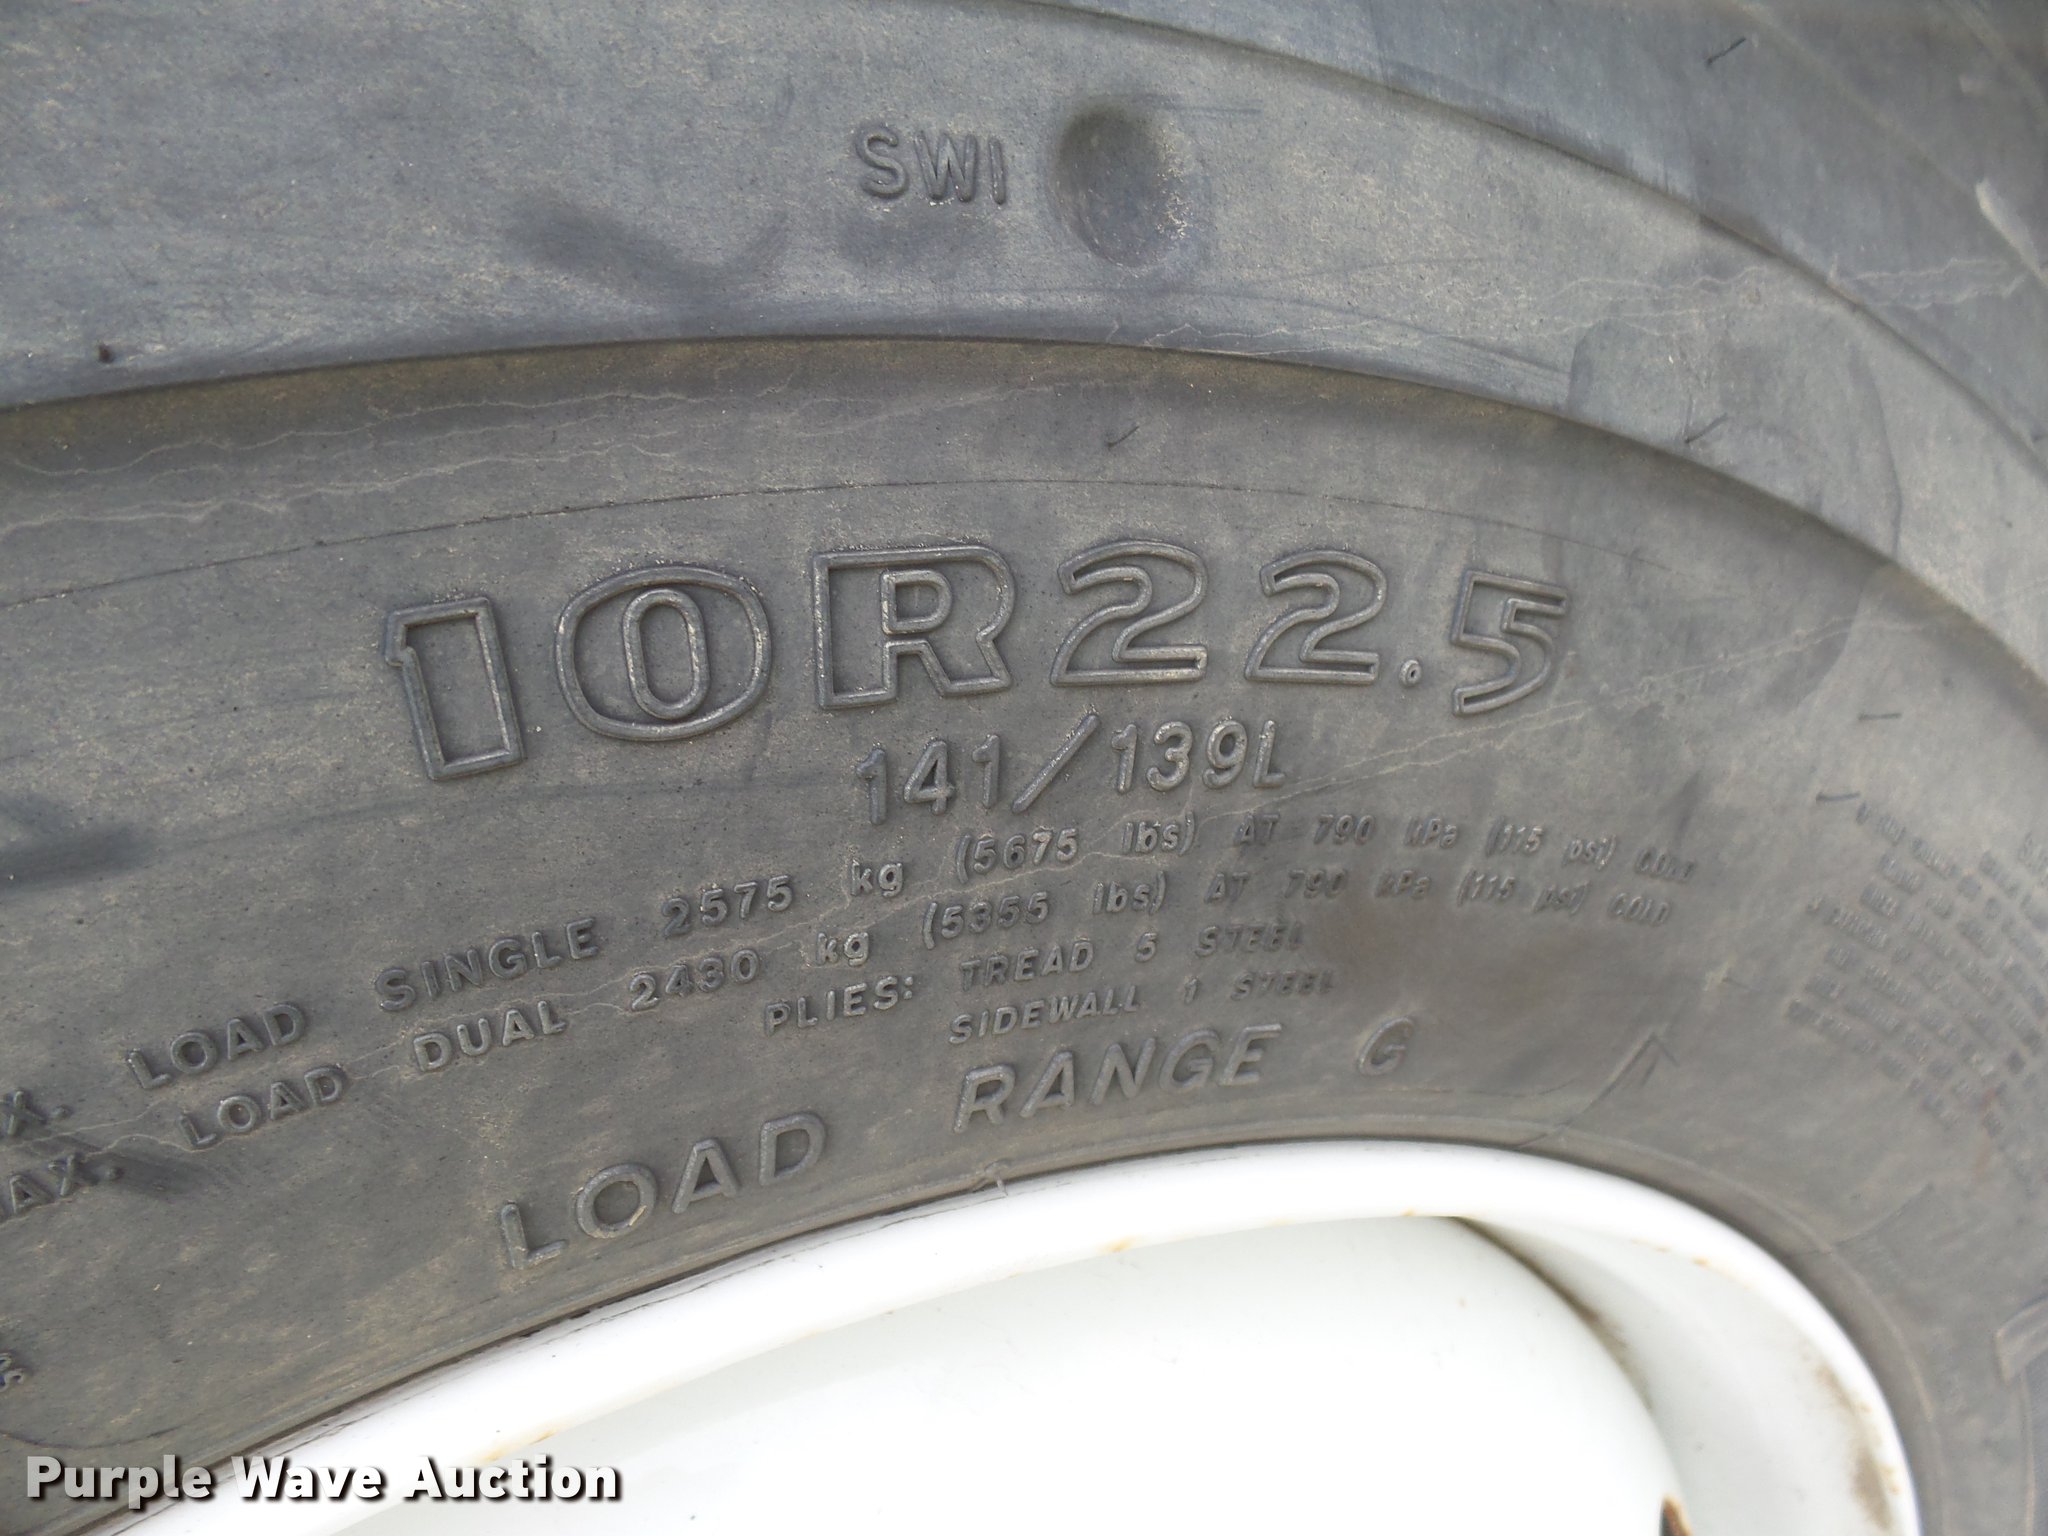 SWI
10R22.5
141/139L
MAX. LOAD SINGLE 2575 kg (5675 lbs) AT 790 kPa (115 psi) COLD
MAX. LOAD DUAL 2430 kg (5355 lbs) AT 790 kPa (115 psi) COLD
PLIES: TREAD 5 STEEL
SIDEWALL 1 STEEL
LOAD RANGE G
Purple Wave Auction